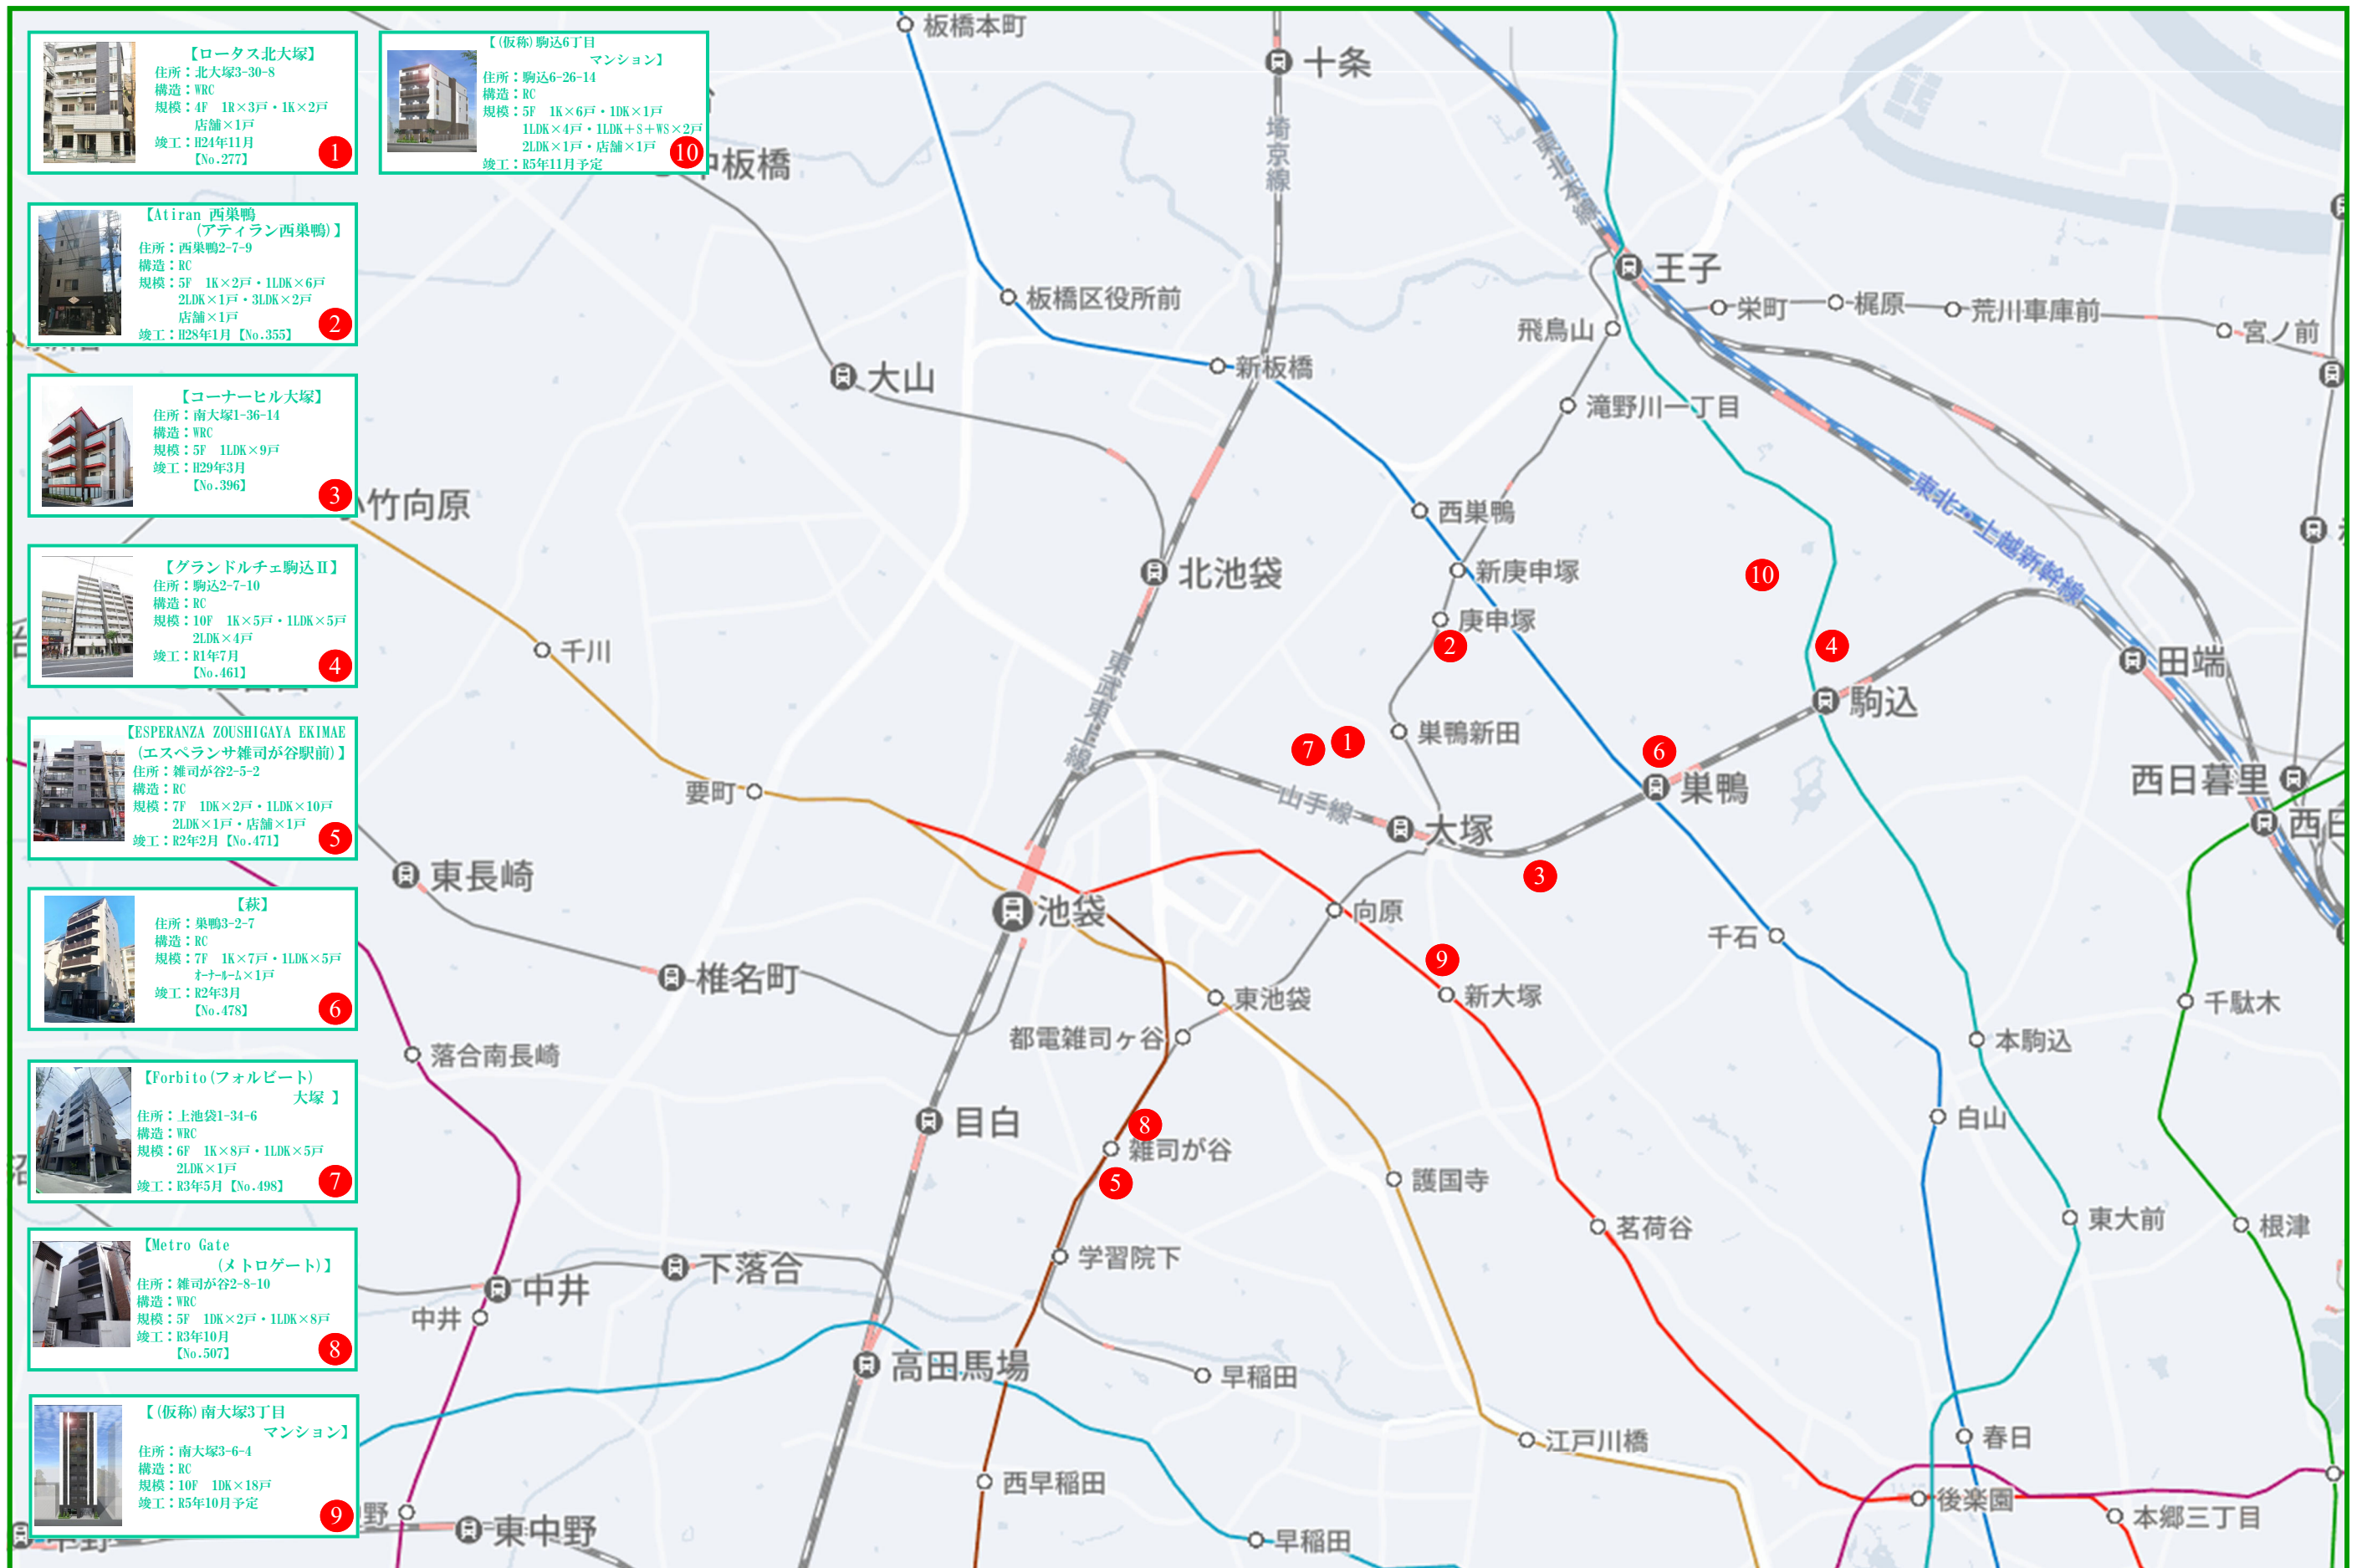 【ロータス北大塚】
住所：北大塚3-30-8
構造：WRC
規模：4F　1R×3戸・1K×2戸
店舗×1戸
竣工：H24年11月
【No.277】
1
【(仮称)駒込6丁目
マンション】
住所：駒込6-26-14
構造：RC
規模：5F　1K×6戸・1DK×1戸
1LDK×4戸・1LDK＋S＋WS×2戸
2LDK×1戸・店舗×1戸
竣工：R5年11月予定
10
【Atiran 西巣鴨
(アティラン西巣鴨)】
住所：西巣鴨2-7-9
構造：RC
規模：5F　1K×2戸・1LDK×6戸
2LDK×1戸・3LDK×2戸
店舗×1戸
竣工：H28年1月【No.355】
2
【コーナーヒル大塚】
住所：南大塚1-36-14
構造：WRC
規模：5F　1LDK×9戸
竣工：H29年3月
【No.396】
3
【グランドルチェ駒込Ⅱ】
住所：駒込2-7-10
構造：RC
規模：10F　1K×5戸・1LDK×5戸
2LDK×4戸
竣工：R1年7月
【No.461】
4
【ESPERANZA ZOUSHIGAYA EKIMAE
(エスペランサ雑司が谷駅前)】
住所：雑司が谷2-5-2
構造：RC
規模：7F　1DK×2戸・1LDK×10戸
2LDK×1戸・店舗×1戸
竣工：R2年2月【No.471】
5
【萩】
住所：巣鴨3-2-7
構造：RC
規模：7F　1K×7戸・1LDK×5戸
ｵｰﾅｰﾙｰﾑ×1戸
竣工：R2年3月
【No.478】
6
【Forbito(フォルビート)
大塚 】
住所：上池袋1-34-6
構造：WRC
規模：6F　1K×8戸・1LDK×5戸
2LDK×1戸
竣工：R3年5月【No.498】
7
【Metro Gate
(メトロゲート)】
住所：雑司が谷2-8-10
構造：WRC
規模：5F　1DK×2戸・1LDK×8戸
竣工：R3年10月
【No.507】
8
【(仮称)南大塚3丁目
マンション】
住所：南大塚3-6-4
構造：RC
規模：10F　1DK×18戸
竣工：R5年10月予定
9
板橋本町
十条
埼京線
東北本線
中板橋
王子
板橋区役所前
栄町
梶原
荒川車庫前
宮ノ前
飛鳥山
新板橋
大山
滝野川一丁目
小竹向原
西巣鴨
東北・上越新幹線
北池袋
新庚申塚
10
庚申塚
2
4
千川
東武東上線
田端
駒込
巣鴨新田
7
1
6
西日暮里
要町
山手線
巣鴨
大塚
西日
東長崎
3
池袋
向原
千石
9
椎名町
東池袋
新大塚
千駄木
都電雑司ヶ谷
本駒込
落合南長崎
目白
8
白山
雑司が谷
5
護国寺
東大前
茗荷谷
根津
学習院下
下落合
中井
中井
高田馬場
早稲田
江戸川橋
春日
西早稲田
後楽園
本郷三丁目
野
東中野
中野
早稲田